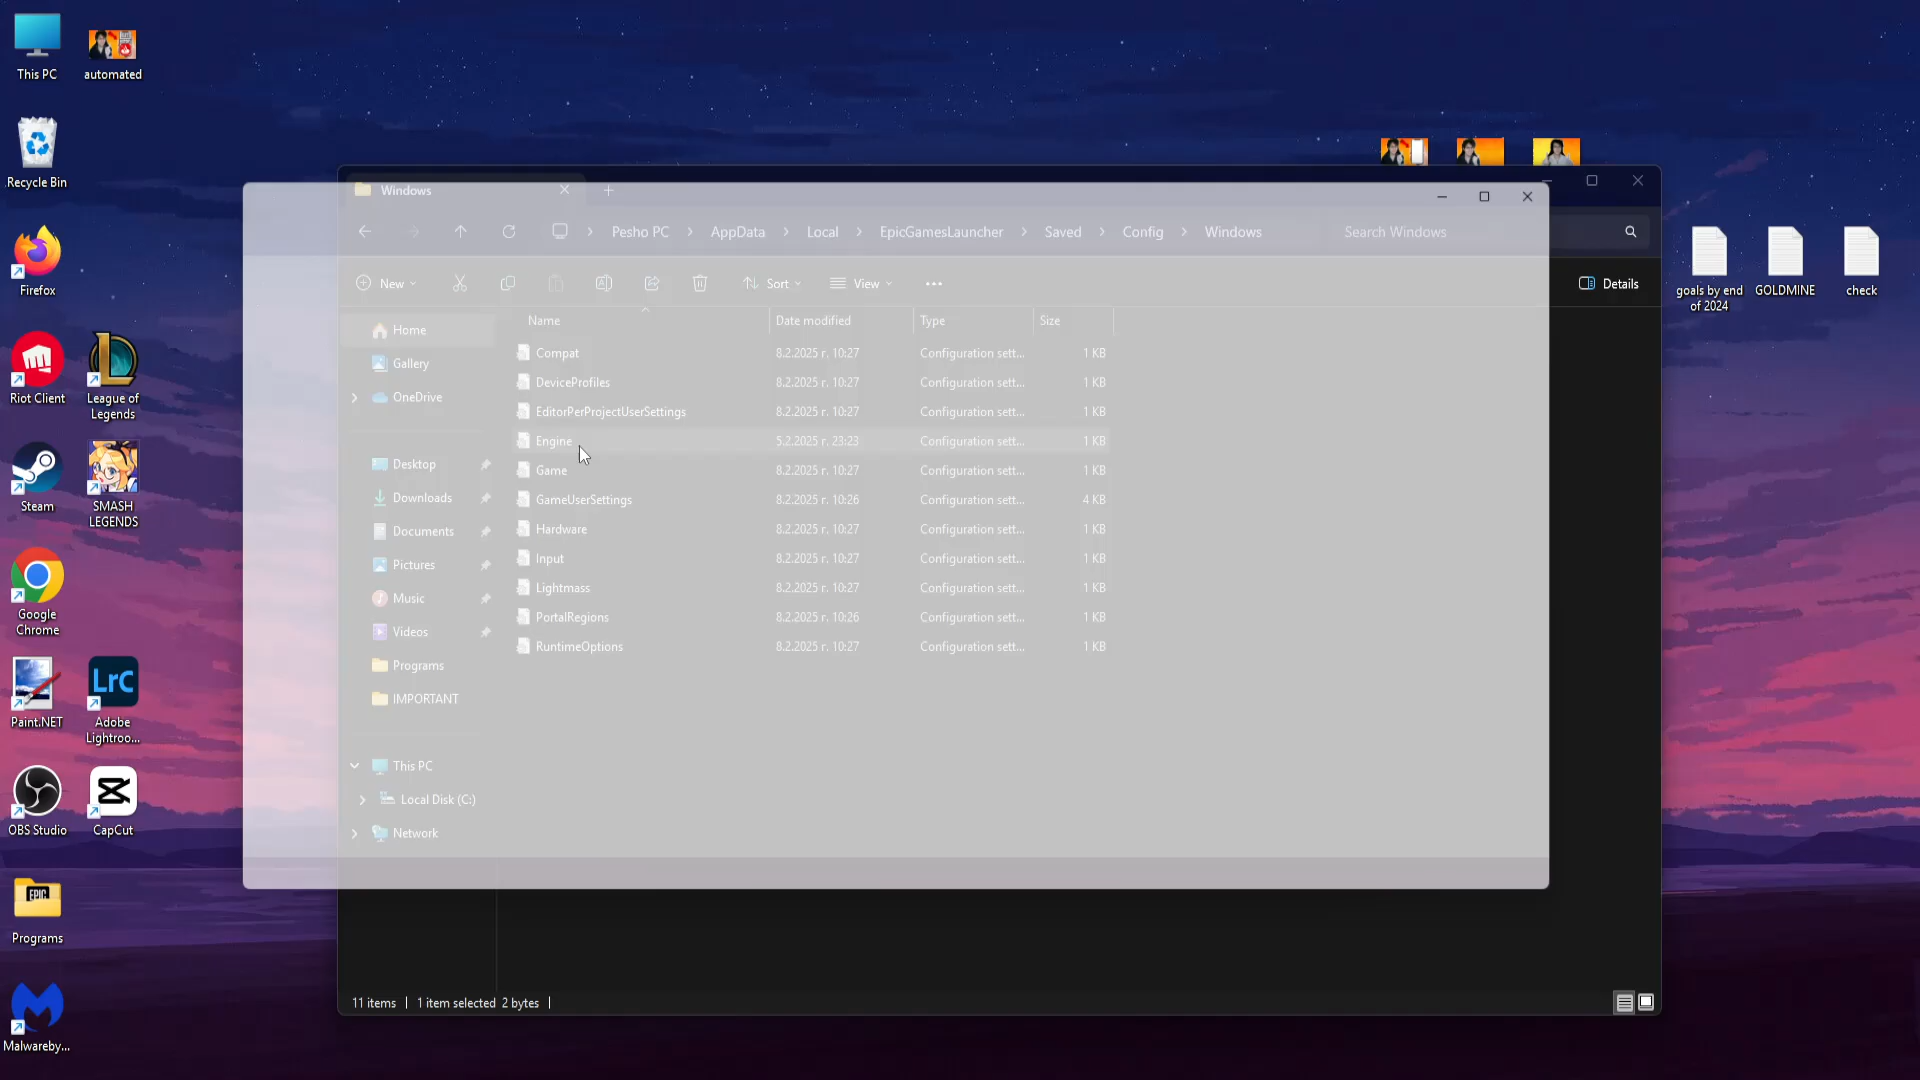 This PC
automated
Recycle Bin
Firefox
Riot Client
League of
Legends
Steam
SMASH
LEGENDS
Google
Chrome
Paint.NET
LrC
Adobe
Lightroo...
OBS Studio
CapCut
EPIC
Programs
Malwareby...
Windows
Pesho PC
AppData
Local
EpicGamesLauncher
Saved
Config
Windows
Search Windows
New
Sort
View
Details
Home
Gallery
OneDrive
Desktop
Downloads
Documents
Pictures
Music
Videos
Programs
IMPORTANT
This PC
Local Disk (C:)
Network
Name Date modified Type Size
Compat 8.2.2025 г. 10:27 Configuration sett... 1 KB
DeviceProfiles 8.2.2025 г. 10:27 Configuration sett... 1 KB
EditorPerProjectUserSettings 8.2.2025 г. 10:27 Configuration sett... 1 KB
Engine 5.2.2025 г. 23:23 Configuration sett... 1 KB
Game 8.2.2025 г. 10:27 Configuration sett... 1 KB
GameUserSettings 8.2.2025 г. 10:26 Configuration sett... 4 KB
Hardware 8.2.2025 г. 10:27 Configuration sett... 1 KB
Input 8.2.2025 г. 10:27 Configuration sett... 1 KB
Lightmass 8.2.2025 г. 10:27 Configuration sett... 1 KB
PortalRegions 8.2.2025 г. 10:26 Configuration sett... 1 KB
RuntimeOptions 8.2.2025 г. 10:27 Configuration sett... 1 KB
11 items 1 item selected 2 bytes
goals by end
of 2024
GOLDMINE
check